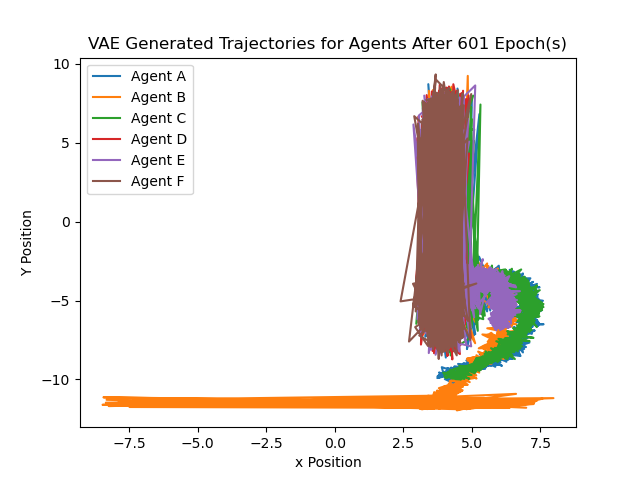 VAE Generated Trajectories for Agents After 601 Epoch(s)
Agent A
Agent B
Agent C
Agent D
Agent E
Agent F
Y Position
10
5
0
−5
−10
−7.5
−5.0
−2.5
0.0
2.5
5.0
7.5
x Position